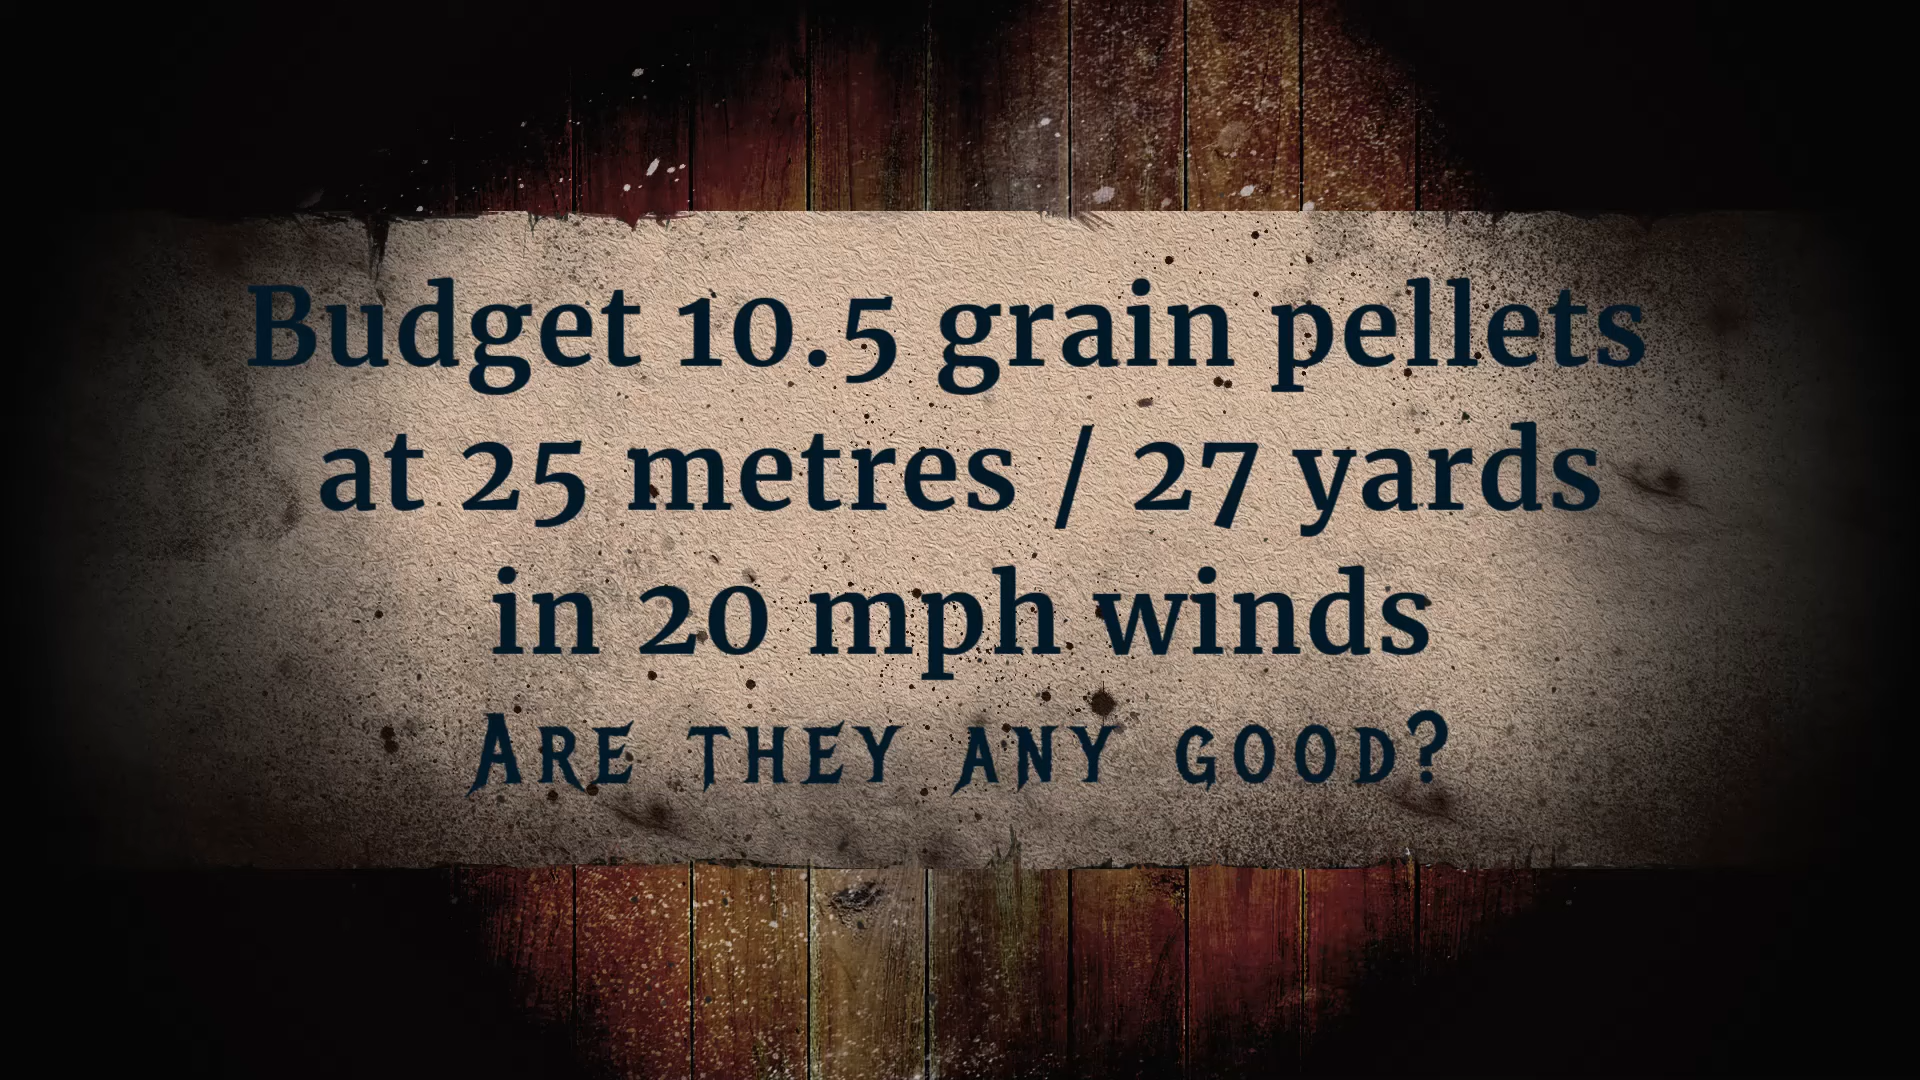 Budget 10.5 grain pellets
at 25 metres / 27 yards
in 20 mph winds
Are they any good?